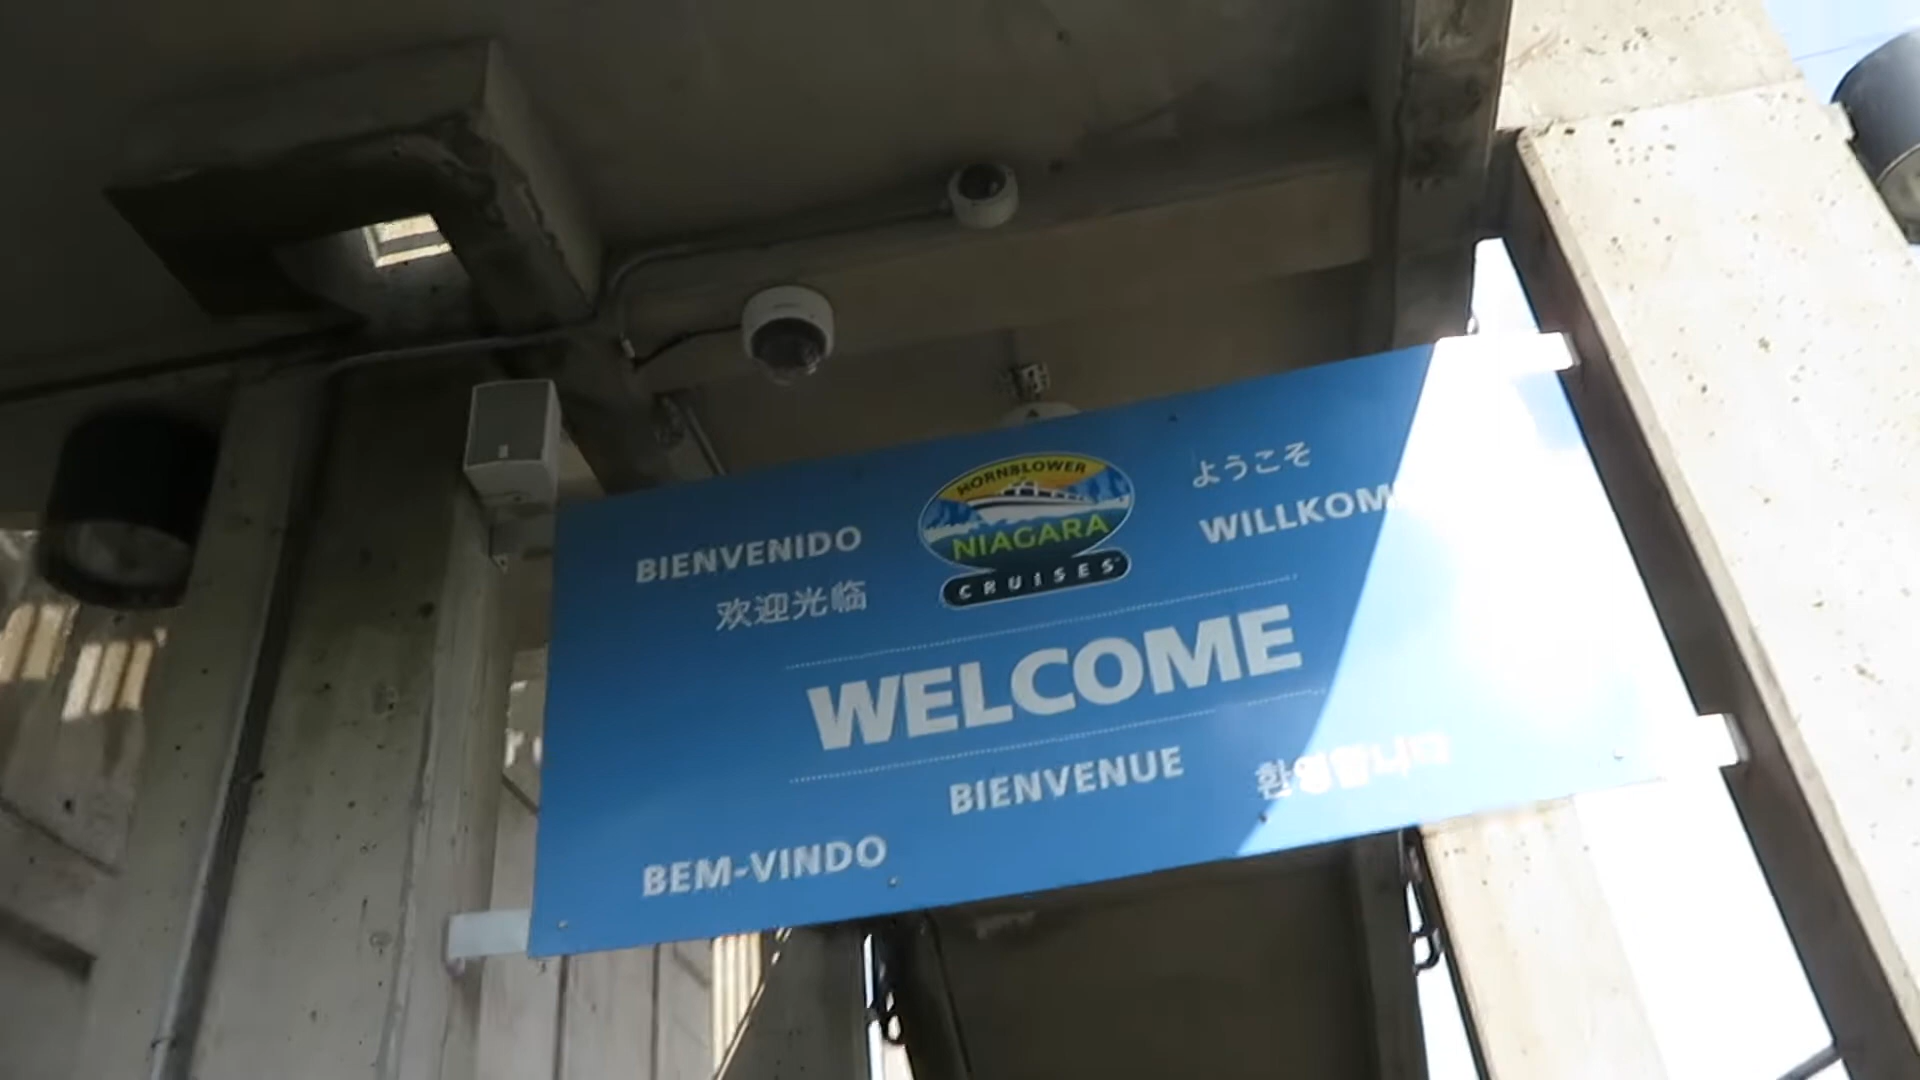 HORNBLOWER
NIAGARA
CRUISES
BIENVENIDO
欢迎光临
ようこそ
WILLKOM
WELCOME
BIENVENUE
환영합니다
BEM-VINDO